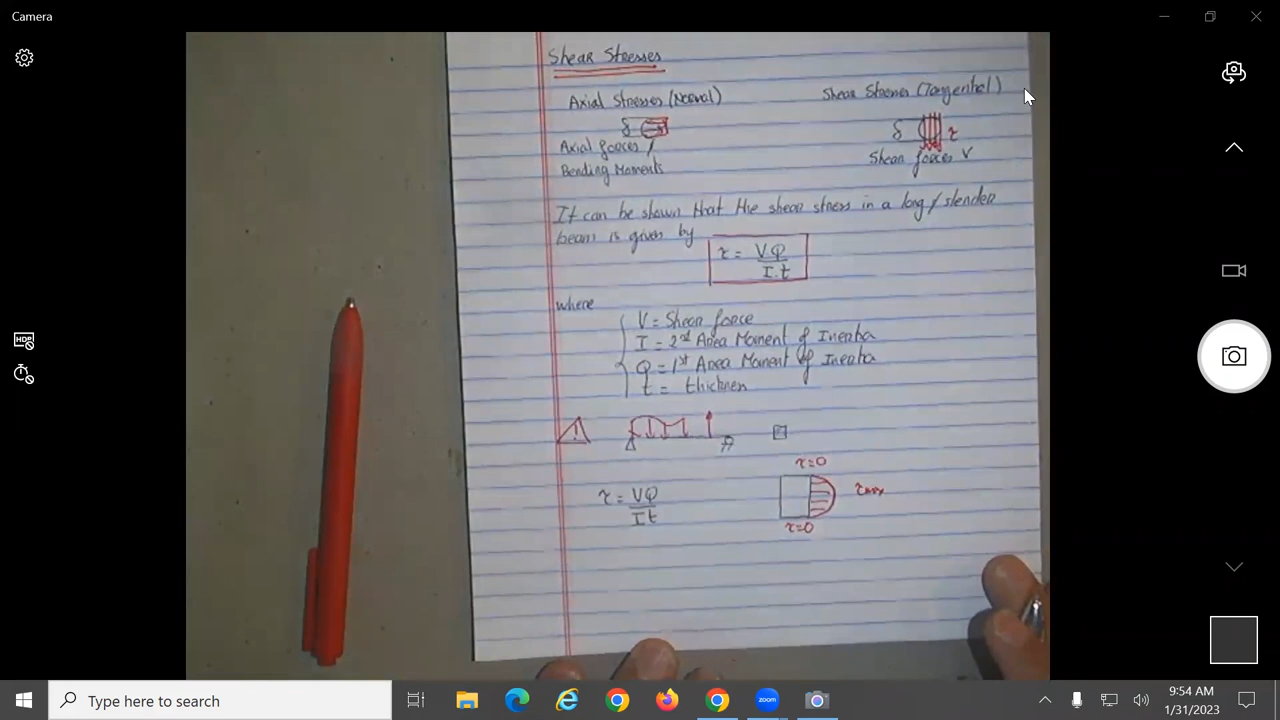 Camera
Shear Stresses
Axial Stresses (Normal)
Shear Stresses (Tangential)
τ
Axial forces /
Bending Moments
Shear forces V
It can be shown that the shear stress in a long / slender
beam is given by
τ = VQ
I.t
where
V = Shear force
I = 2nd Area Moment of Inertia
Q = 1st Area Moment of Inertia
t = thickness
!
τ=0
τ = VQ
It
τmax
τ=0
Type here to search
zoom
9:54 AM
1/31/2023